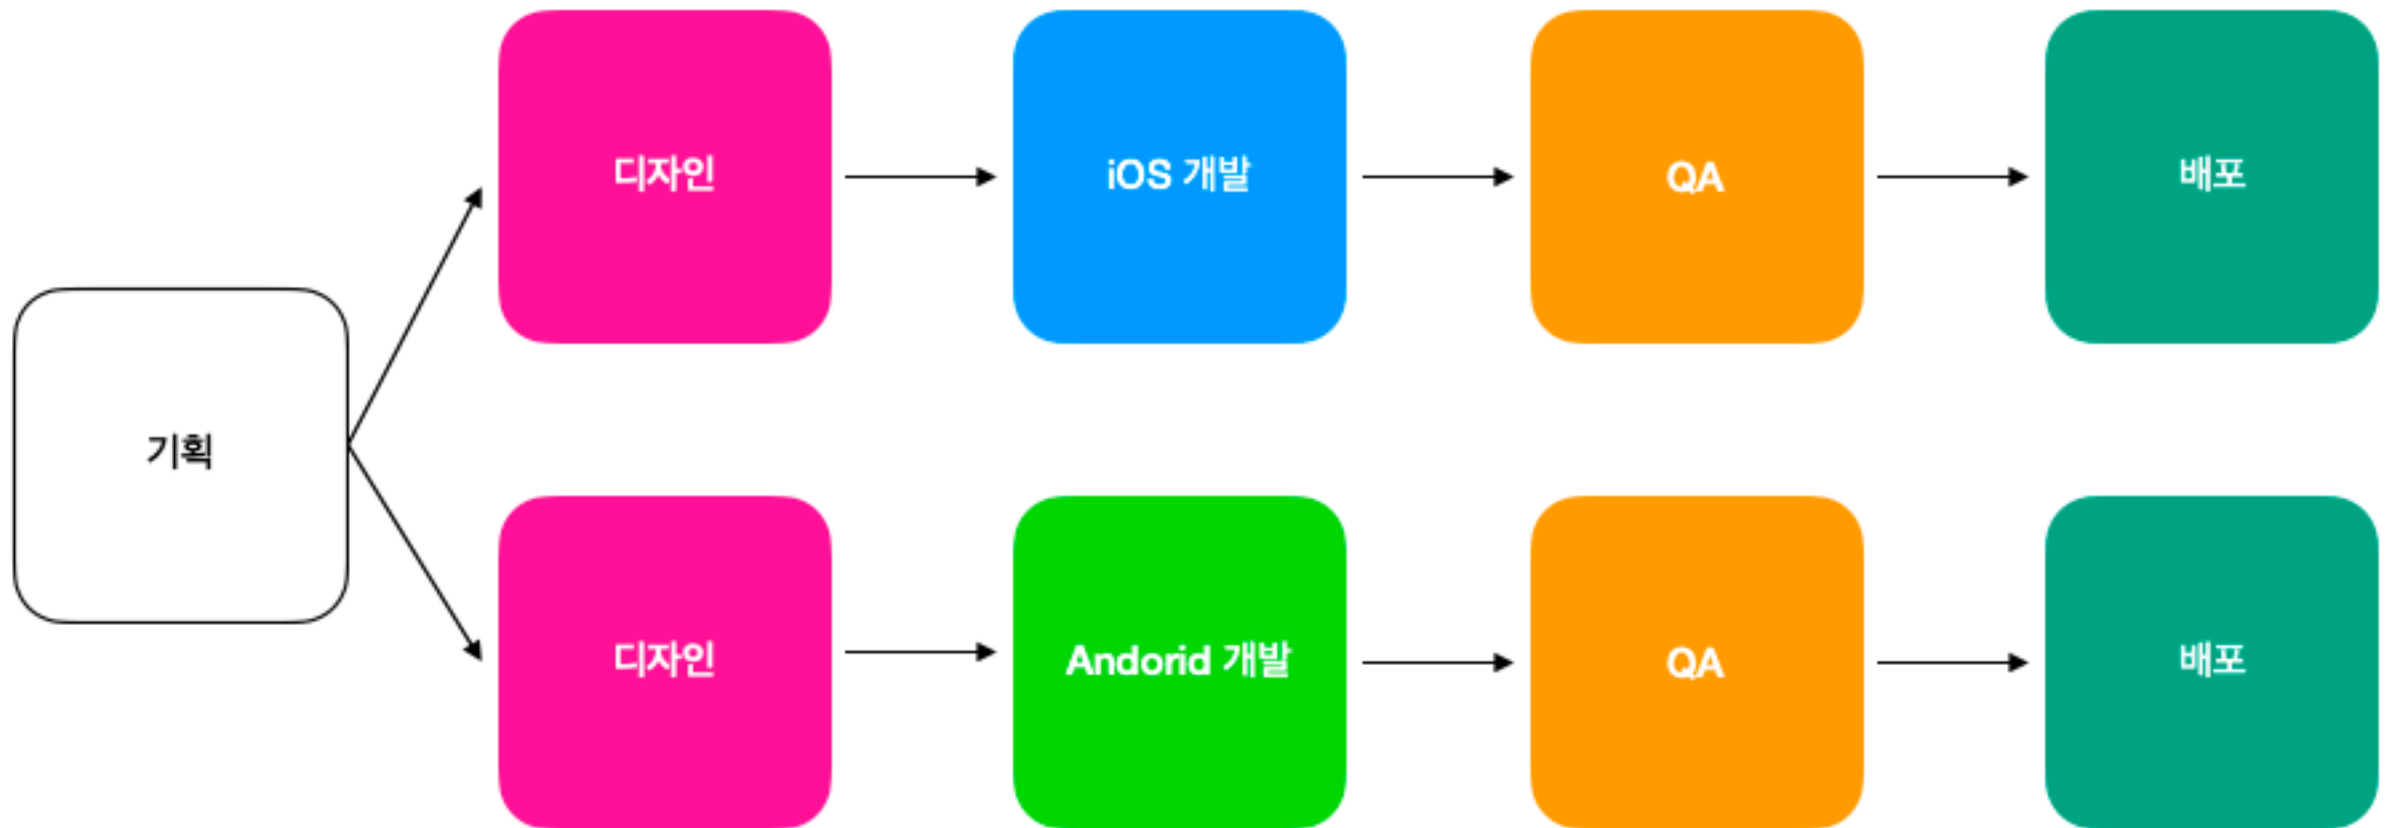 디자인
iOS 개발
QA
배포
기획
디자인
Andorid 개발
QA
배포